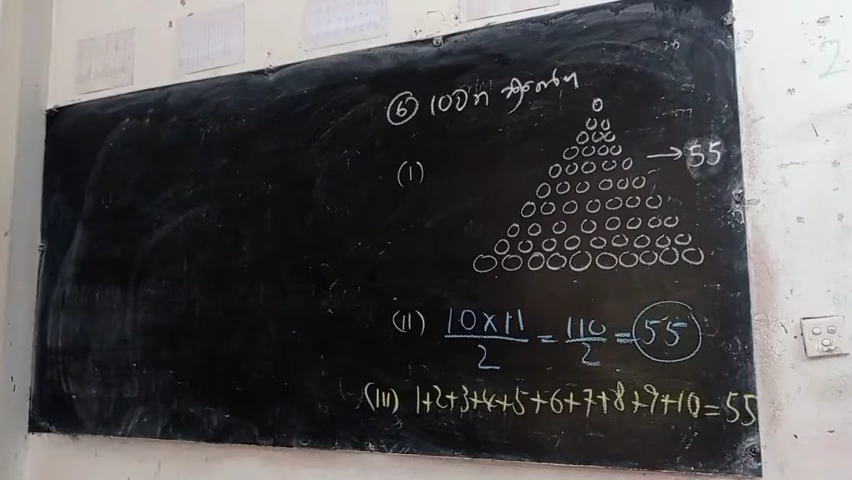 ⑥ 10වන
(I) → 55
(II) 10×11/2 = 110/2 = 55
(III) 1+2+3+4+5+6+7+8+9+10=55
2